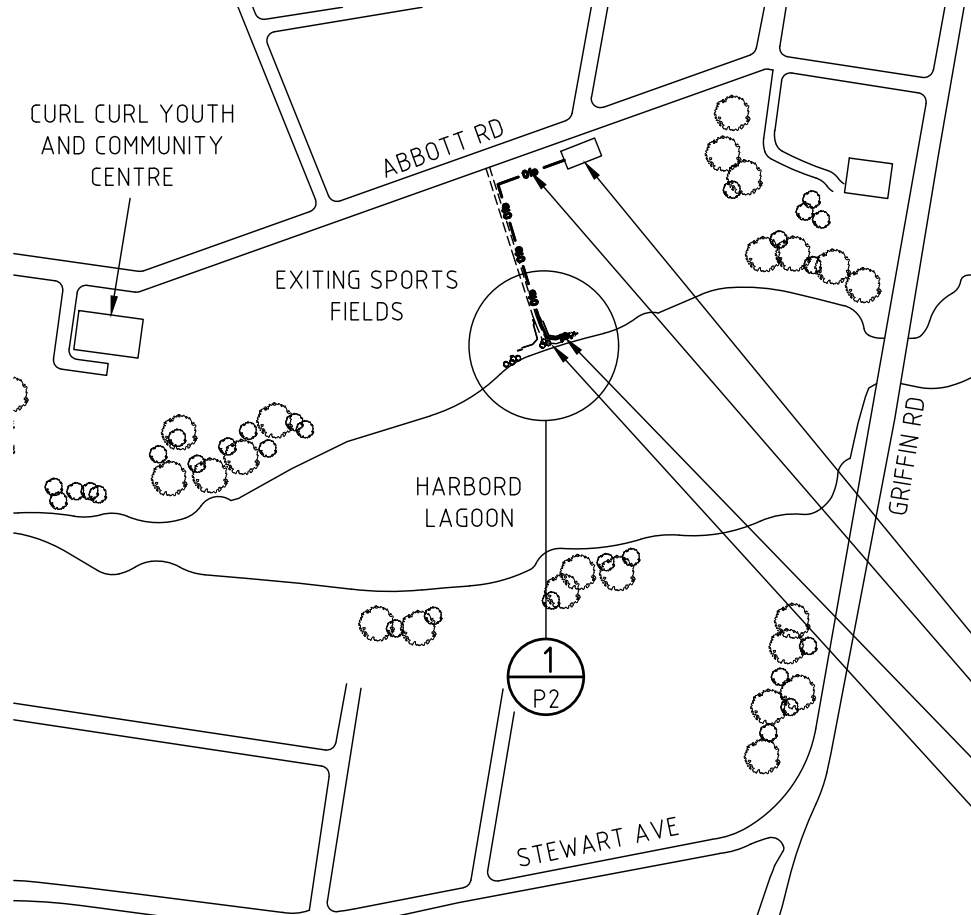 CURL CURL YOUTH
AND COMMUNITY
CENTRE
ABBOTT RD
EXITING SPORTS
FIELDS
GRIFFIN RD
HARBORD
LAGOON
1
P2
STEWART AVE